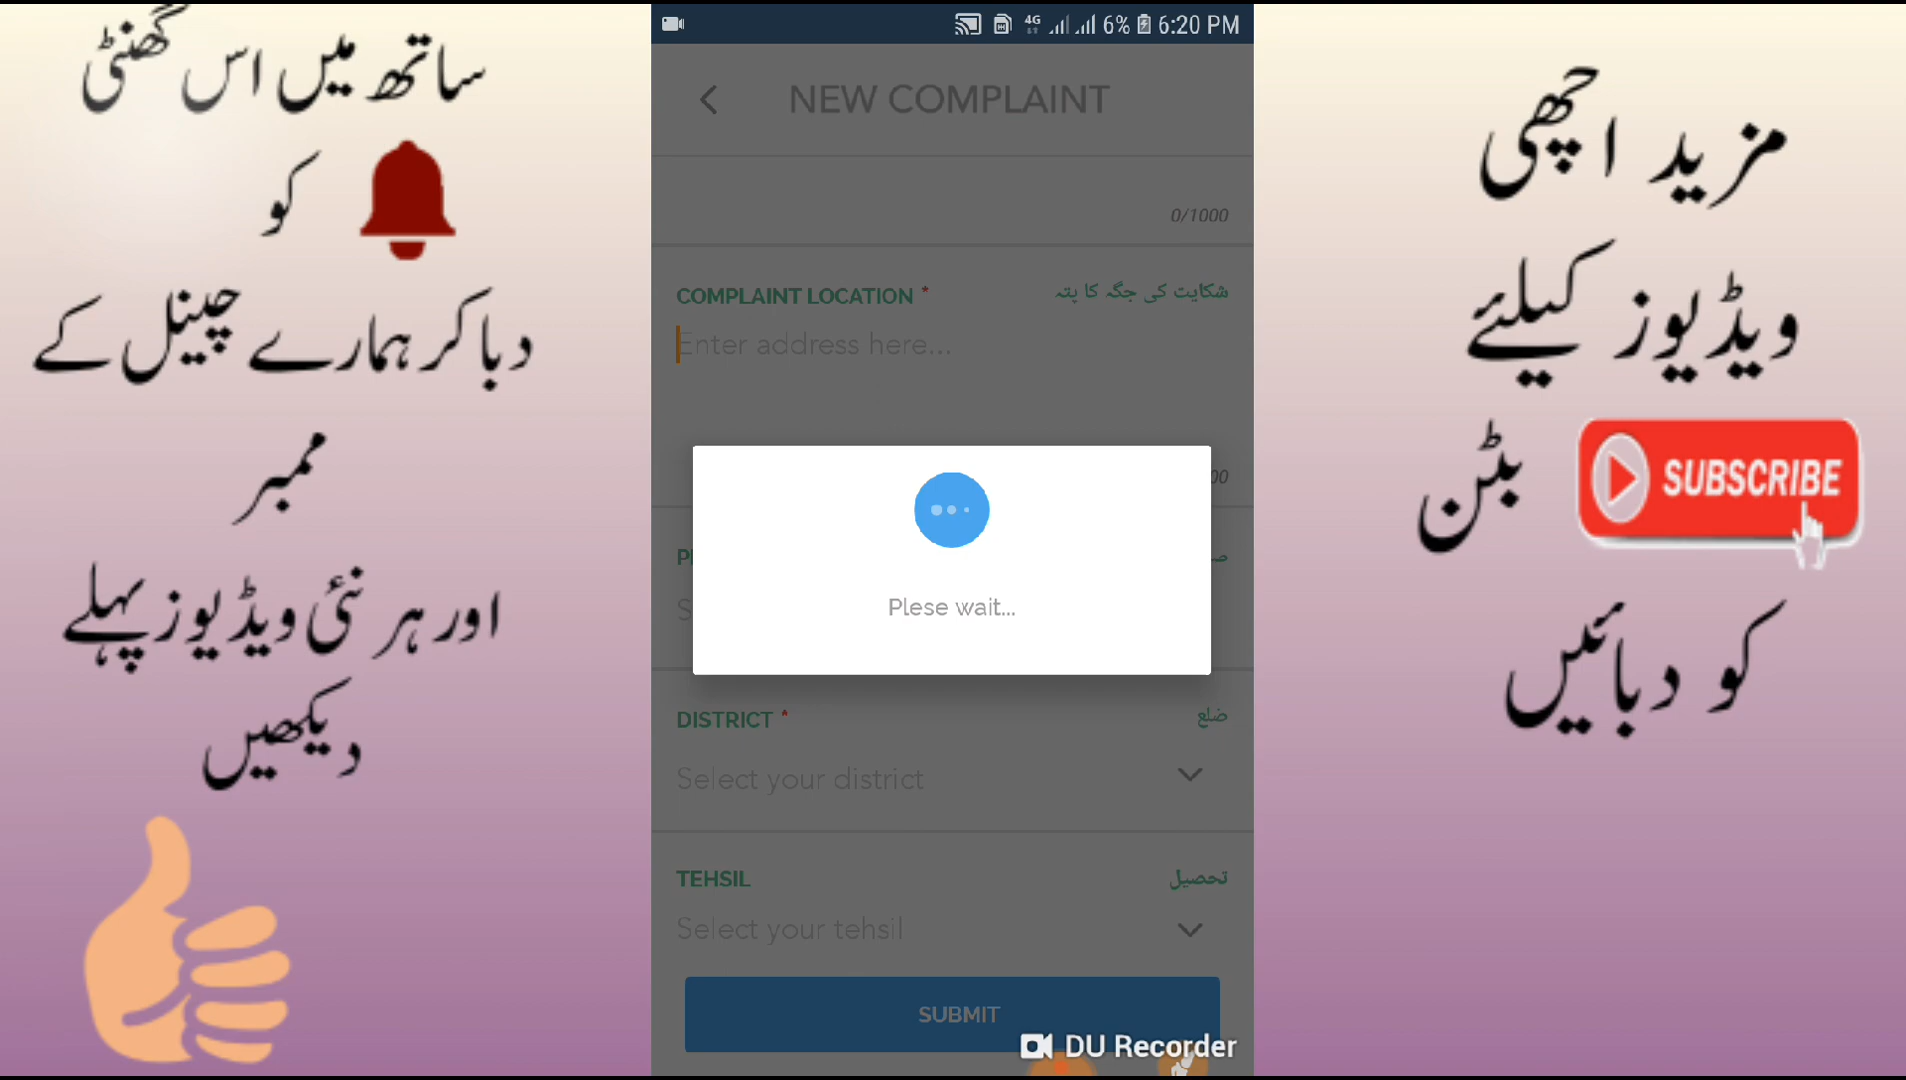 ساتھ میں اس گھنٹی
کو
دبا کر ہمارے چینل کے
ممبر
اور ہر نئی ویڈیوز پہلے
دیکھیں
4G 6% 6:20 PM
NEW COMPLAINT
0/1000
COMPLAINT LOCATION *
شکایت کی جگہ کا پتہ
Enter address here...
Plese wait...
DISTRICT *
ضلع
Select your district
TEHSIL
تحصیل
Select your tehsil
SUBMIT
DU Recorder
مزید اچھی
ویڈیوز کیلئے
SUBSCRIBE بٹن
کو دبائیں